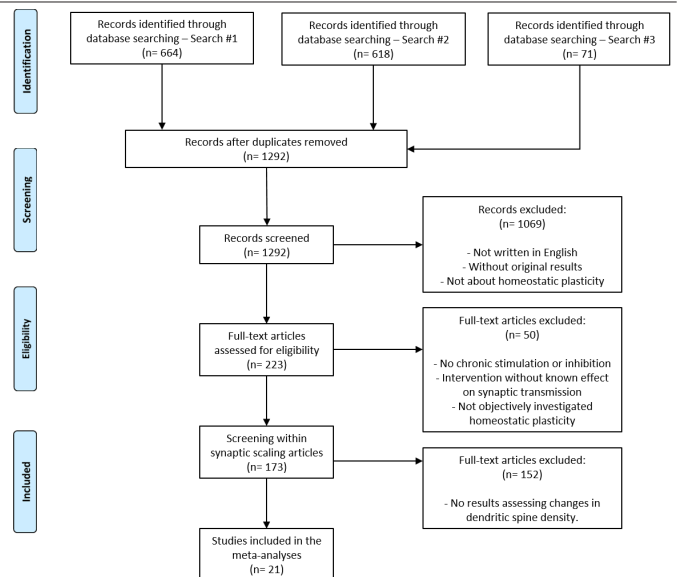 Identification
Records identified through
database searching – Search #1
(n= 664)
Records identified through
database searching – Search #2
(n= 618)
Records identified through
database searching – Search #3
(n= 71)
Records after duplicates removed
(n= 1292)
Screening
Records screened
(n= 1292)
Records excluded:
(n= 1069)
- Not written in English
- Without original results
- Not about homeostatic plasticity
Eligibility
Full-text articles
assessed for eligibility
(n= 223)
Full-text articles excluded:
(n= 50)
- No chronic stimulation or inhibition
- Intervention without known effect
on synaptic transmission
- Not objectively investigated
homeostatic plasticity
Included
Screening within
synaptic scaling articles
(n= 173)
Full-text articles excluded:
(n= 152)
- No results assessing changes in
dendritic spine density.
Studies included in the
meta-analyses
(n= 21)